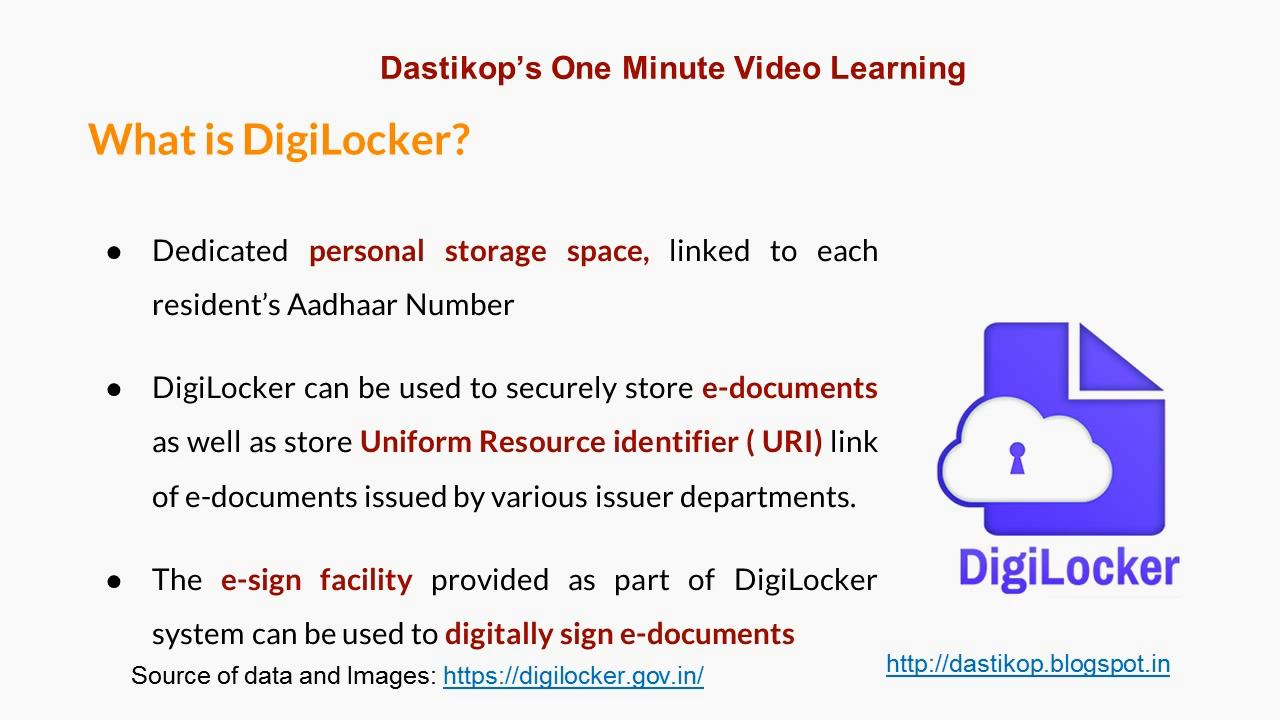 Dastikop’s One Minute Video Learning
What is DigiLocker?
● Dedicated personal storage space, linked to each
resident’s Aadhaar Number
● DigiLocker can be used to securely store e-documents
as well as store Uniform Resource identifier ( URI) link
of e-documents issued by various issuer departments.
DigiLocker
● The e-sign facility provided as part of DigiLocker
system can be used to digitally sign e-documents
Source of data and Images: https://digilocker.gov.in/
http://dastikop.blogspot.in